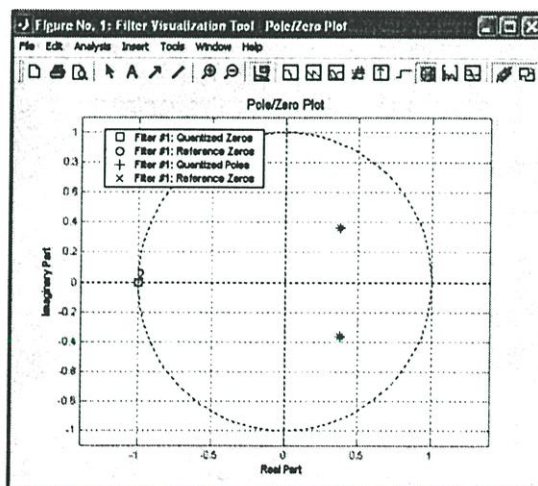 Figure No. 1: Filter Visualization Tool - Pole/Zero Plot
File Edit Analysis Insert Tools Window Help
A
Pole/Zero Plot
Filter #1: Quantized Zeros
Filter #1: Reference Zeros
Filter #1: Quantized Poles
Filter #1: Reference Zeros
1
0.6
0.4
0.2
0
-0.2
-0.4
-0.6
-0.8
-1
Imaginary Part
-1 -0.5 0 0.5 1
Real Part